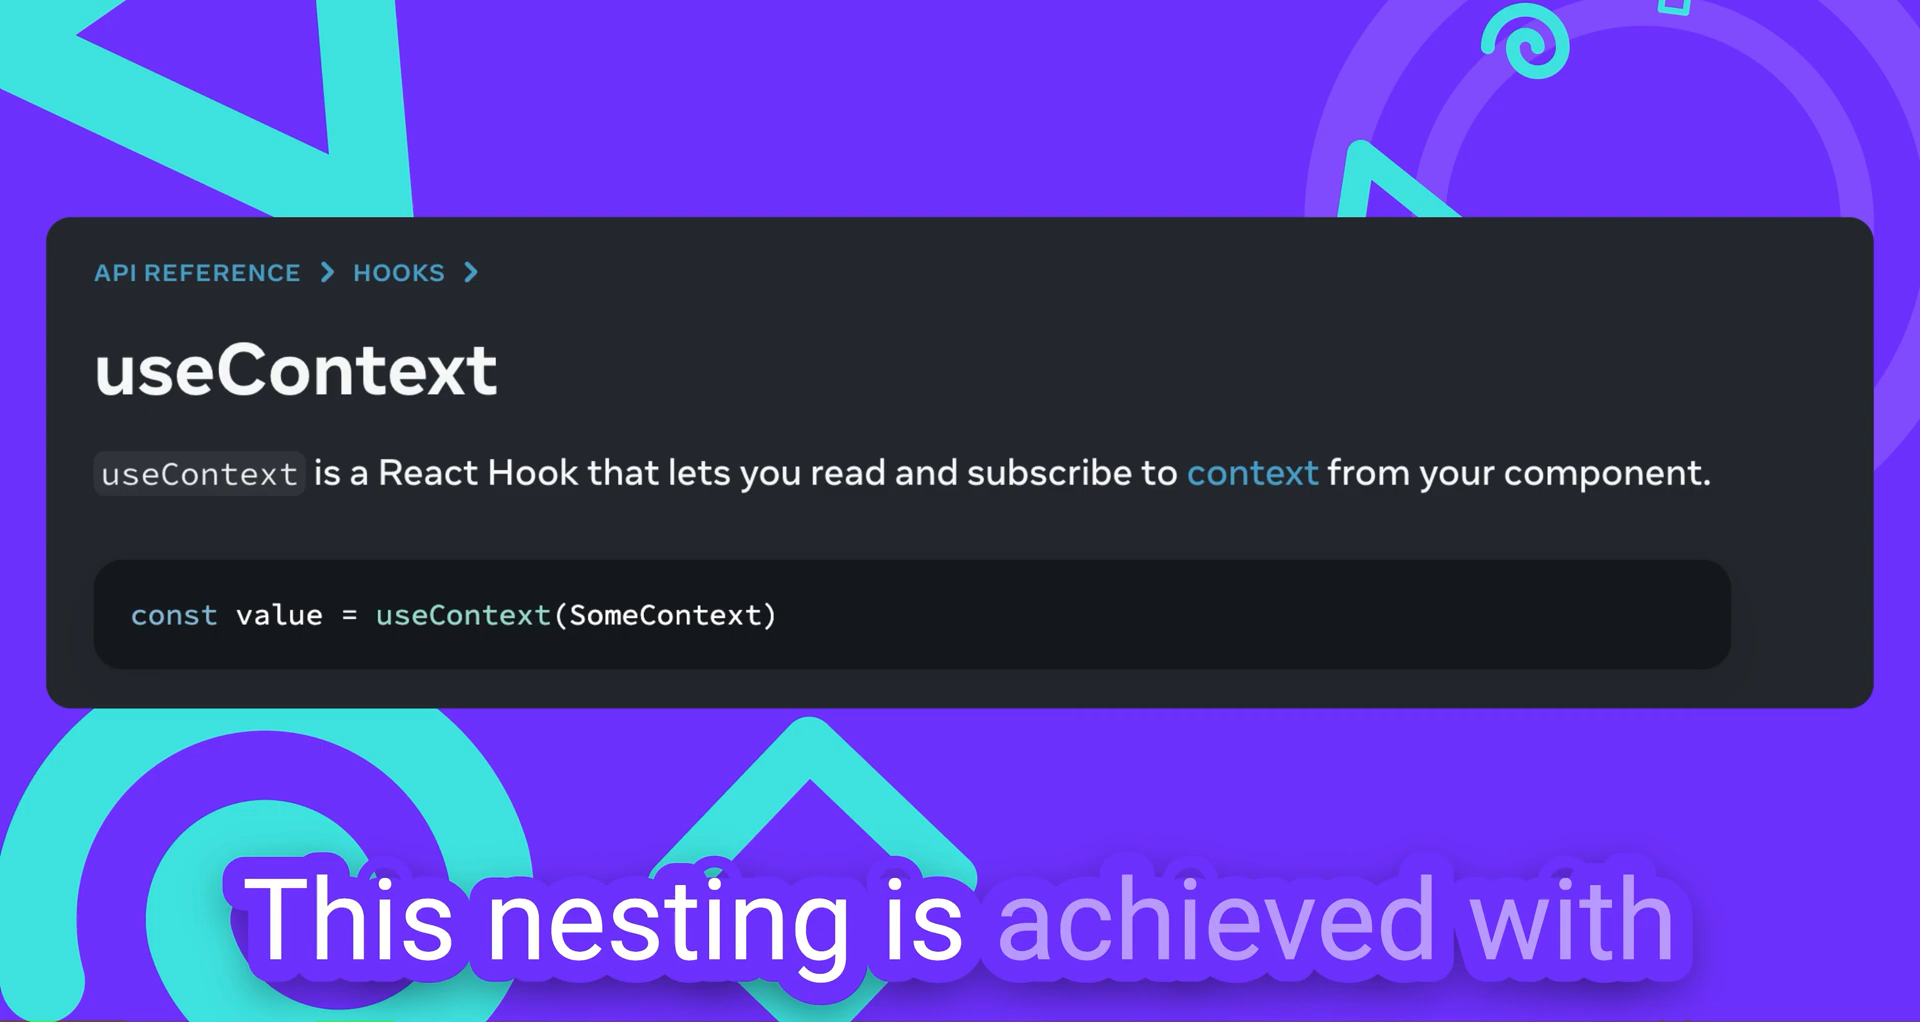 API REFERENCE > HOOKS >
useContext
useContext is a React Hook that lets you read and subscribe to context from your component.
const value = useContext(SomeContext)
This nesting is achieved with